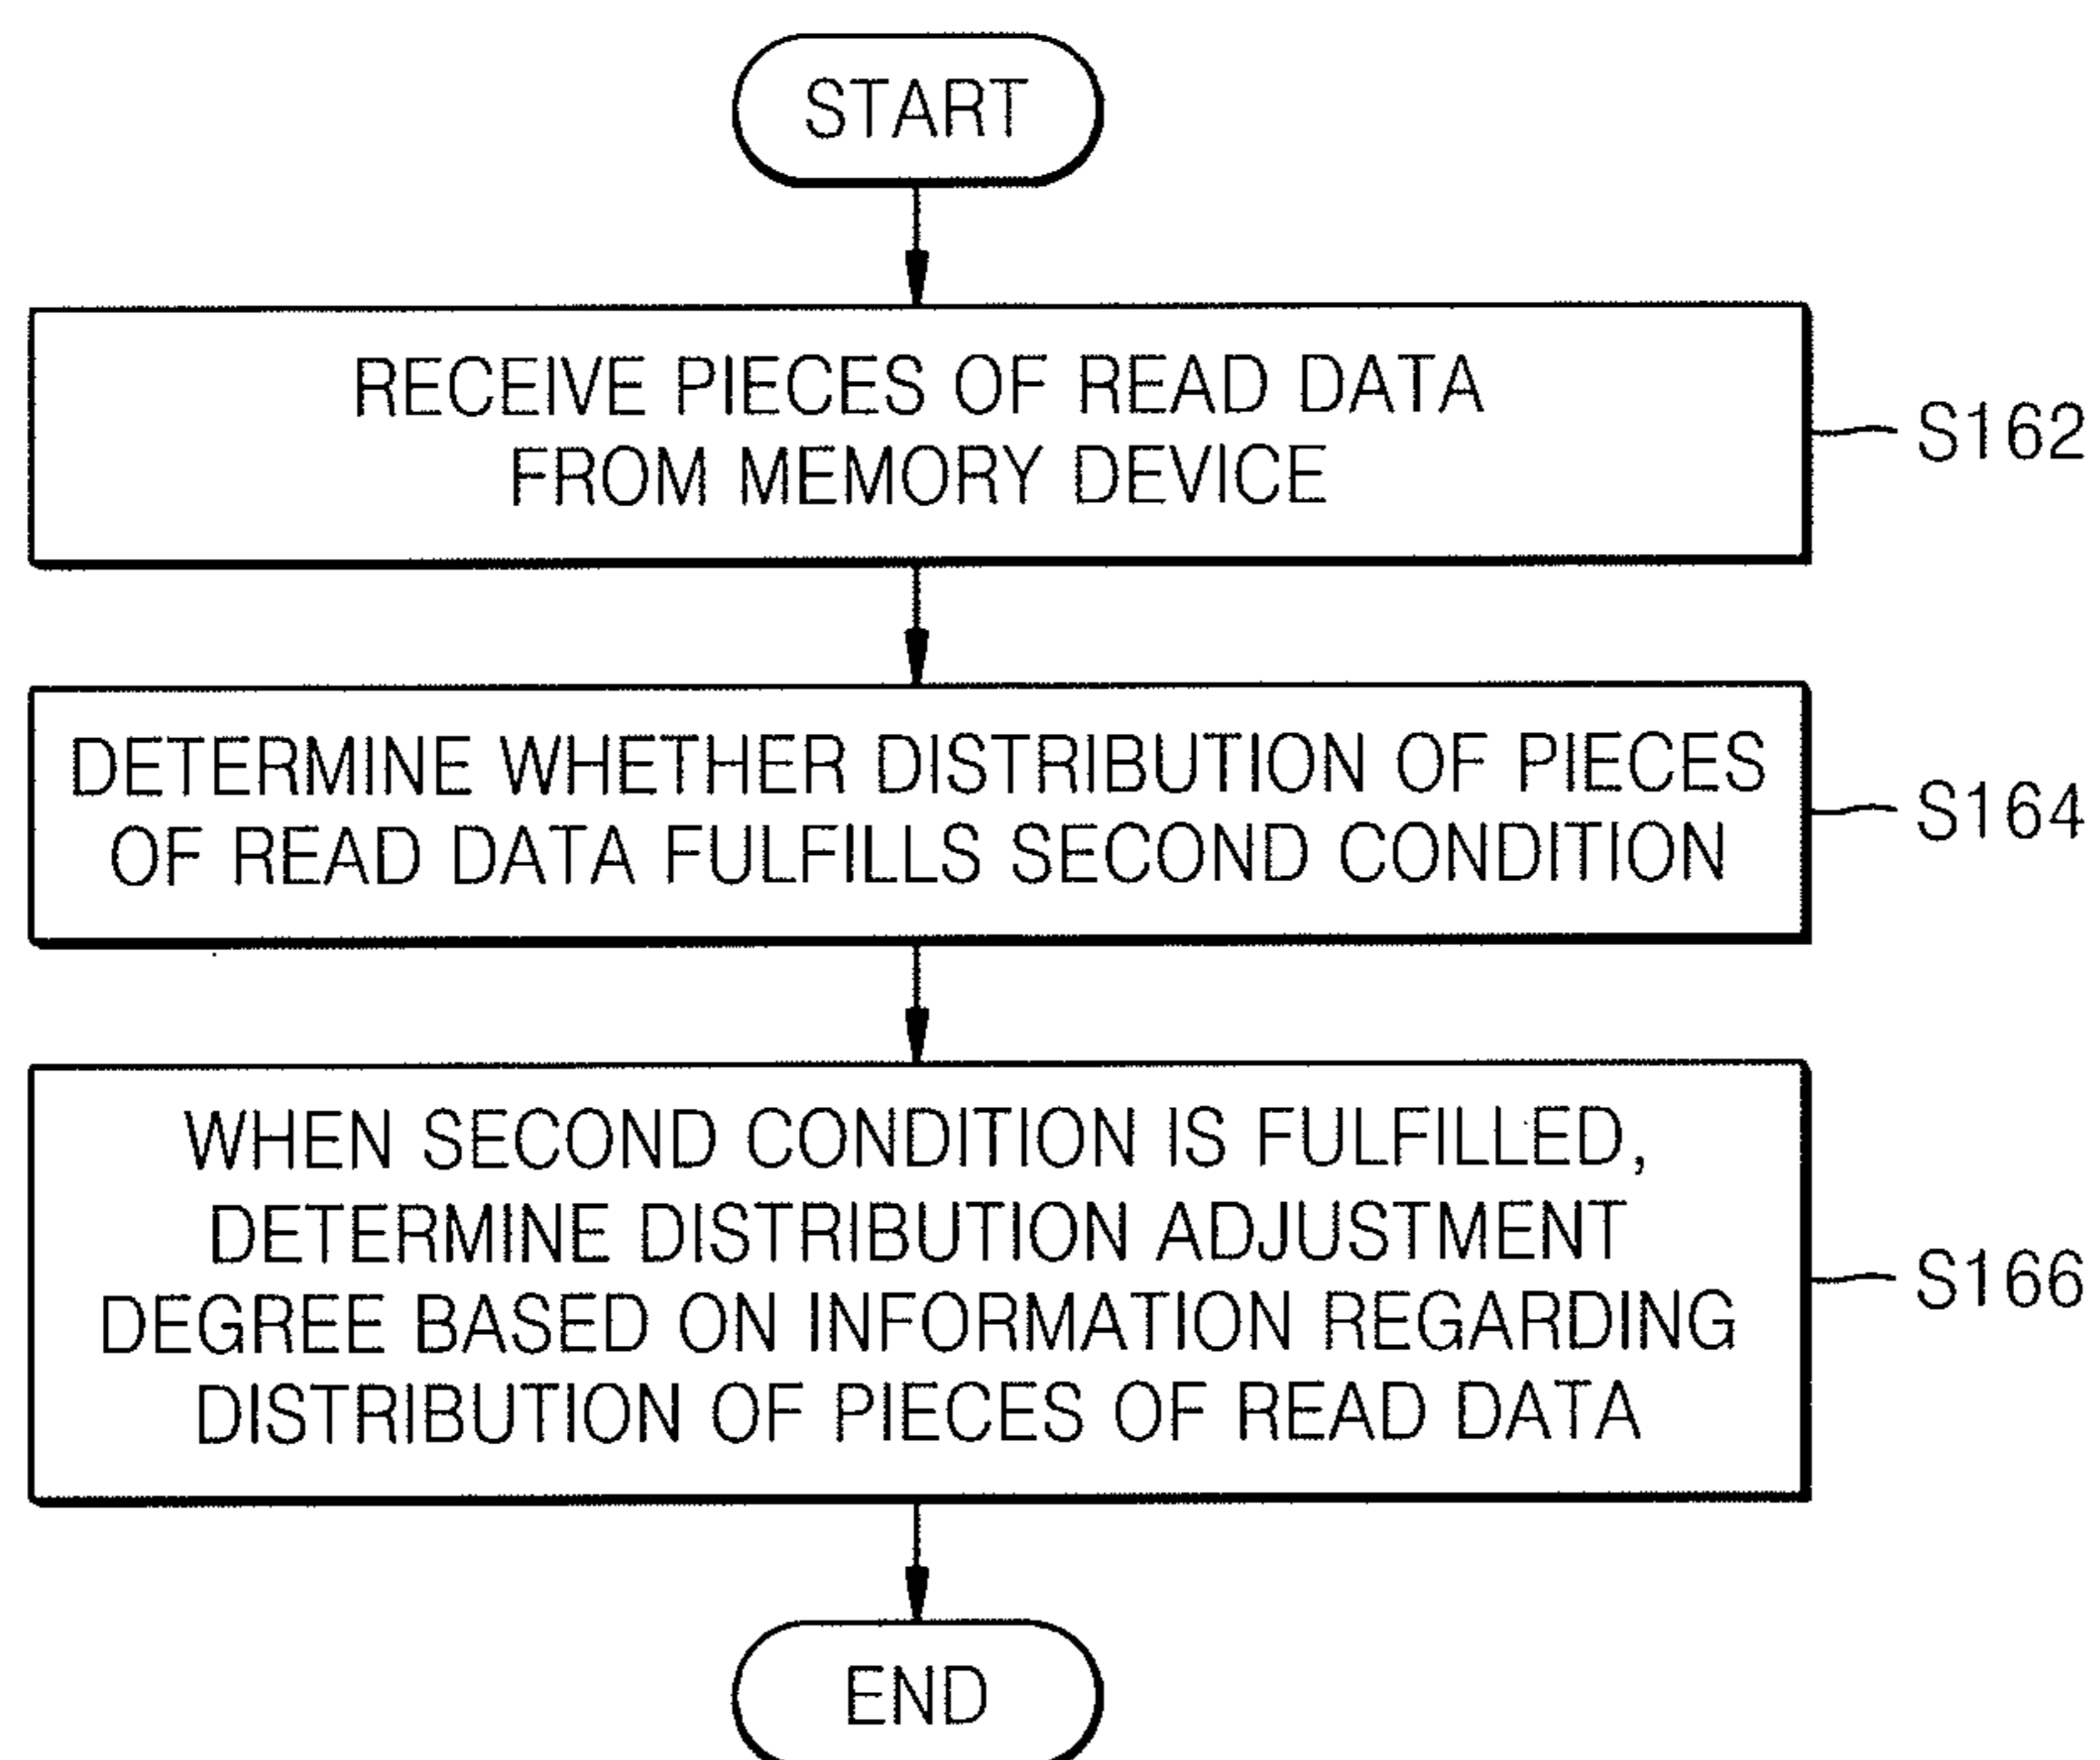 START
RECEIVE PIECES OF READ DATA
FROM MEMORY DEVICE
S162
DETERMINE WHETHER DISTRIBUTION OF PIECES
OF READ DATA FULFILLS SECOND CONDITION
S164
WHEN SECOND CONDITION IS FULFILLED,
DETERMINE DISTRIBUTION ADJUSTMENT
DEGREE BASED ON INFORMATION REGARDING
DISTRIBUTION OF PIECES OF READ DATA
S166
END